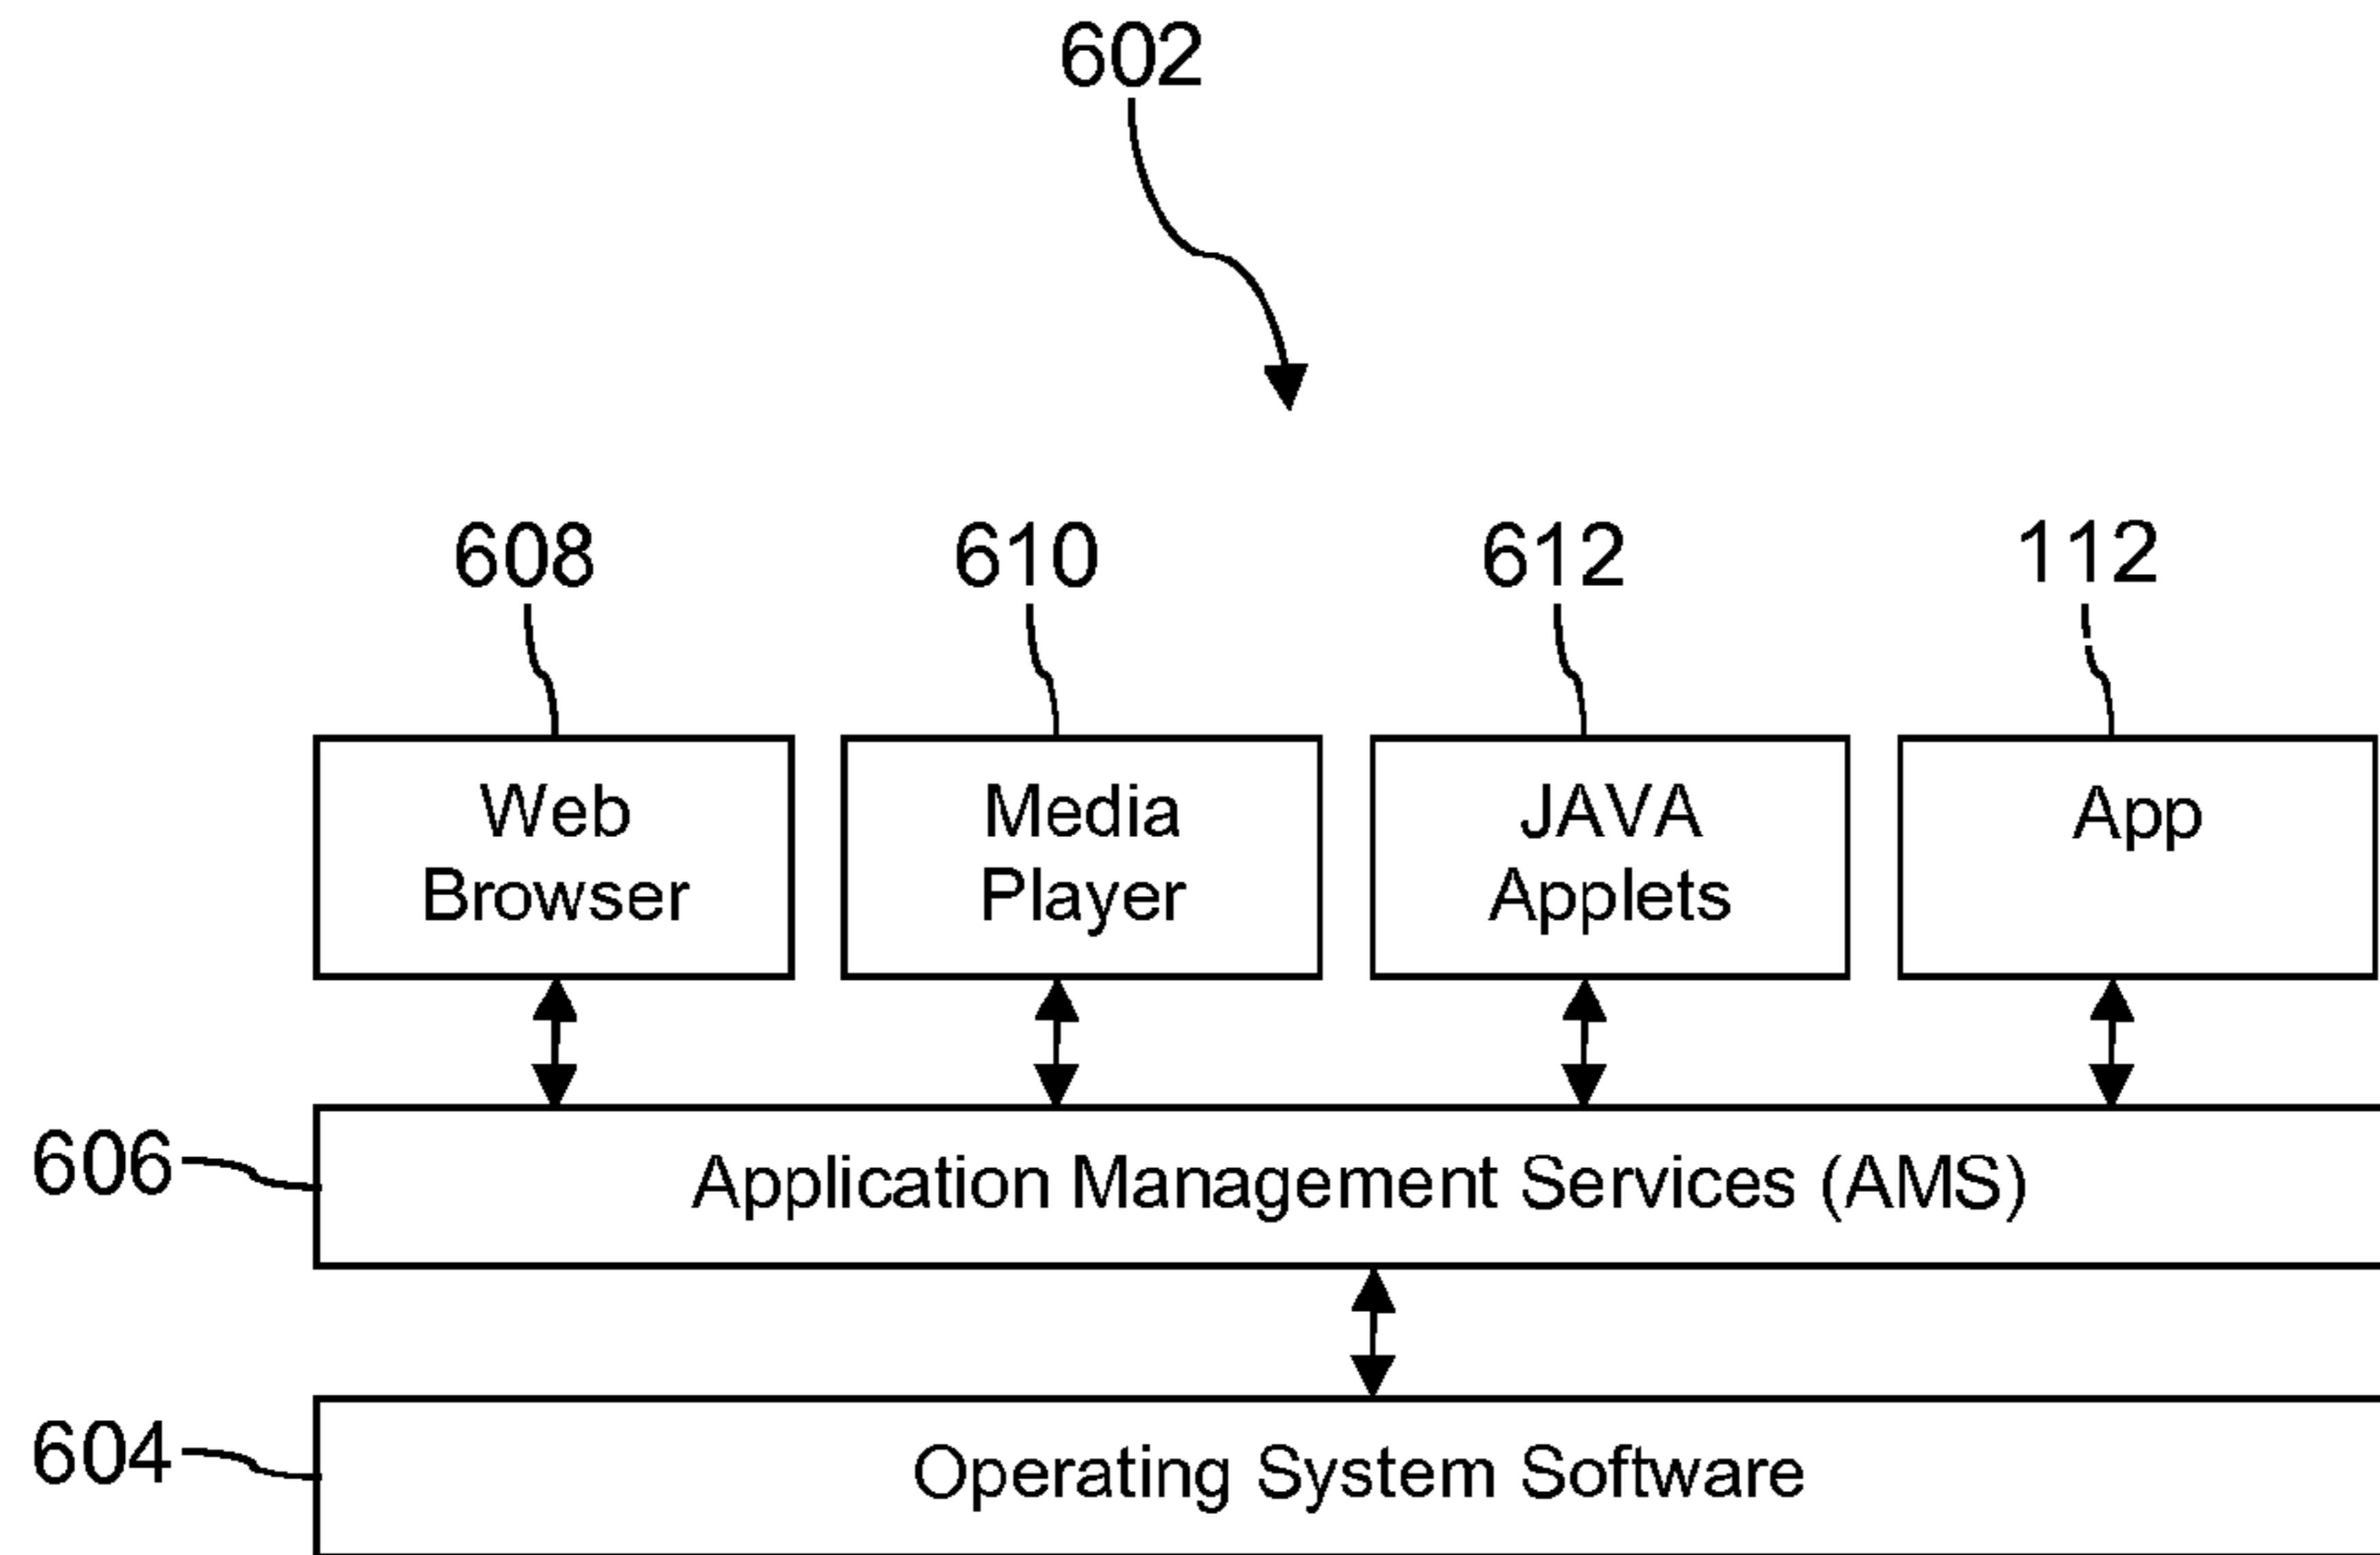 602
608 610 612 112
Web Browser
Media Player
JAVA Applets
App
606
Application Management Services (AMS)
604
Operating System Software